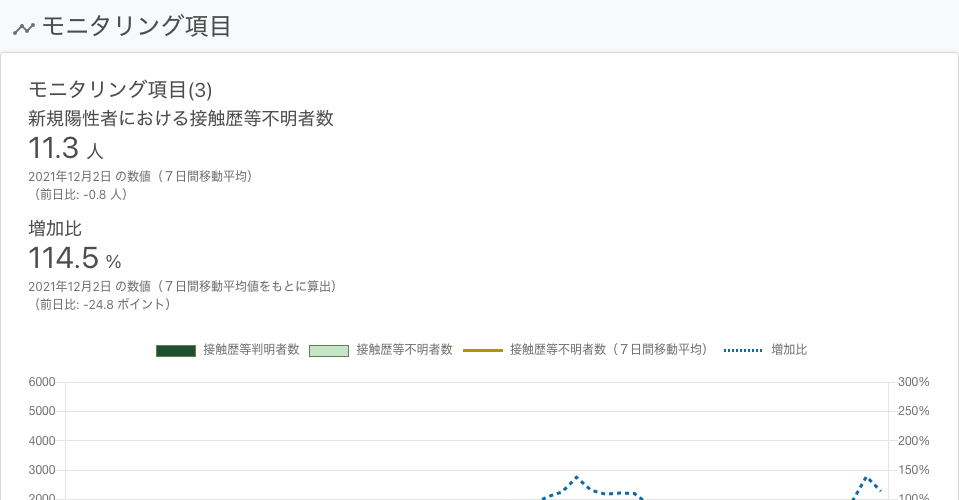 モニタリング項目
モニタリング項目(3)
新規陽性者における接触歴等不明者数
11.3 人
2021年12月2日 の数値（７日間移動平均）
（前日比: -0.8 人）
増加比
114.5 %
2021年12月2日 の数値（７日間移動平均値をもとに算出）
（前日比: -24.8 ポイント）
接触歴等判明者数 接触歴等不明者数 接触歴等不明者数（７日間移動平均） 増加比
6000 300%
5000 250%
4000 200%
3000 150%
2000 100%